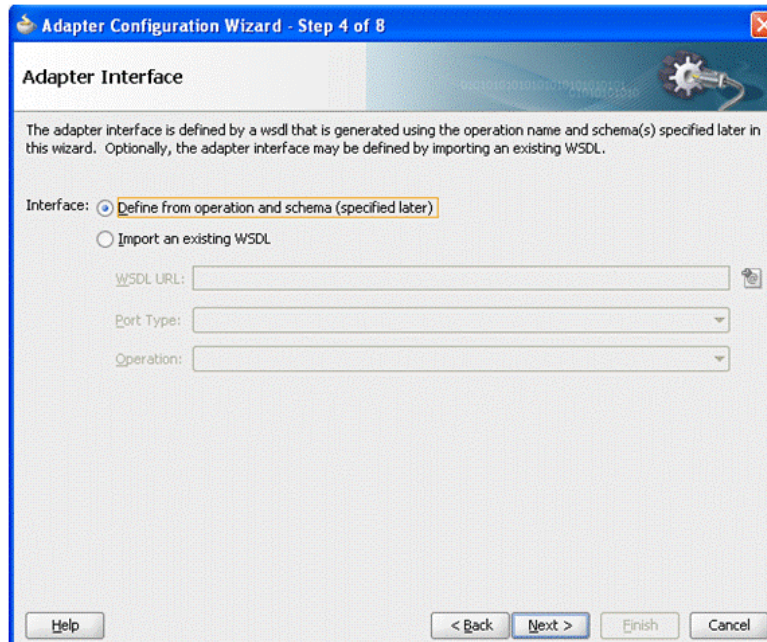 Adapter Configuration Wizard - Step 4 of 8
Adapter Interface
The adapter interface is defined by a wsdl that is generated using the operation name and schema(s) specified later in
this wizard. Optionally, the adapter interface may be defined by importing an existing WSDL.
Interface: Define from operation and schema (specified later)
Import an existing WSDL
WSDL URL:
Port Type:
Operation:
Help < Back Next > Finish Cancel